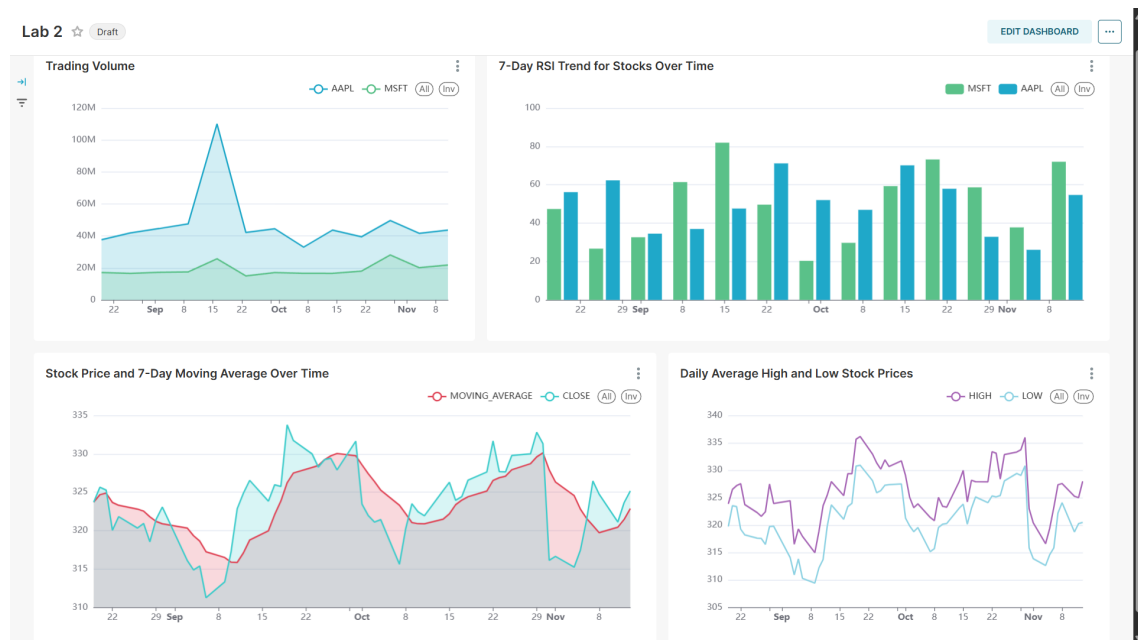 Lab 2 Draft EDIT DASHBOARD ...
Trading Volume
AAPL MSFT All Inv
120M
100M
80M
60M
40M
20M
0
22 Sep 8 15 22 Oct 8 15 22 Nov 8
7-Day RSI Trend for Stocks Over Time
MSFT AAPL All Inv
100
80
60
40
20
0
22 29 Sep 8 15 22 Oct 8 15 22 29 Nov 8
Stock Price and 7-Day Moving Average Over Time
MOVING_AVERAGE CLOSE All Inv
335
330
325
320
315
310
22 29 Sep 8 15 22 Oct 8 15 22 29 Nov 8
Daily Average High and Low Stock Prices
HIGH LOW All Inv
340
335
330
325
320
315
310
305
22 Sep 8 15 22 Oct 8 15 22 Nov 8